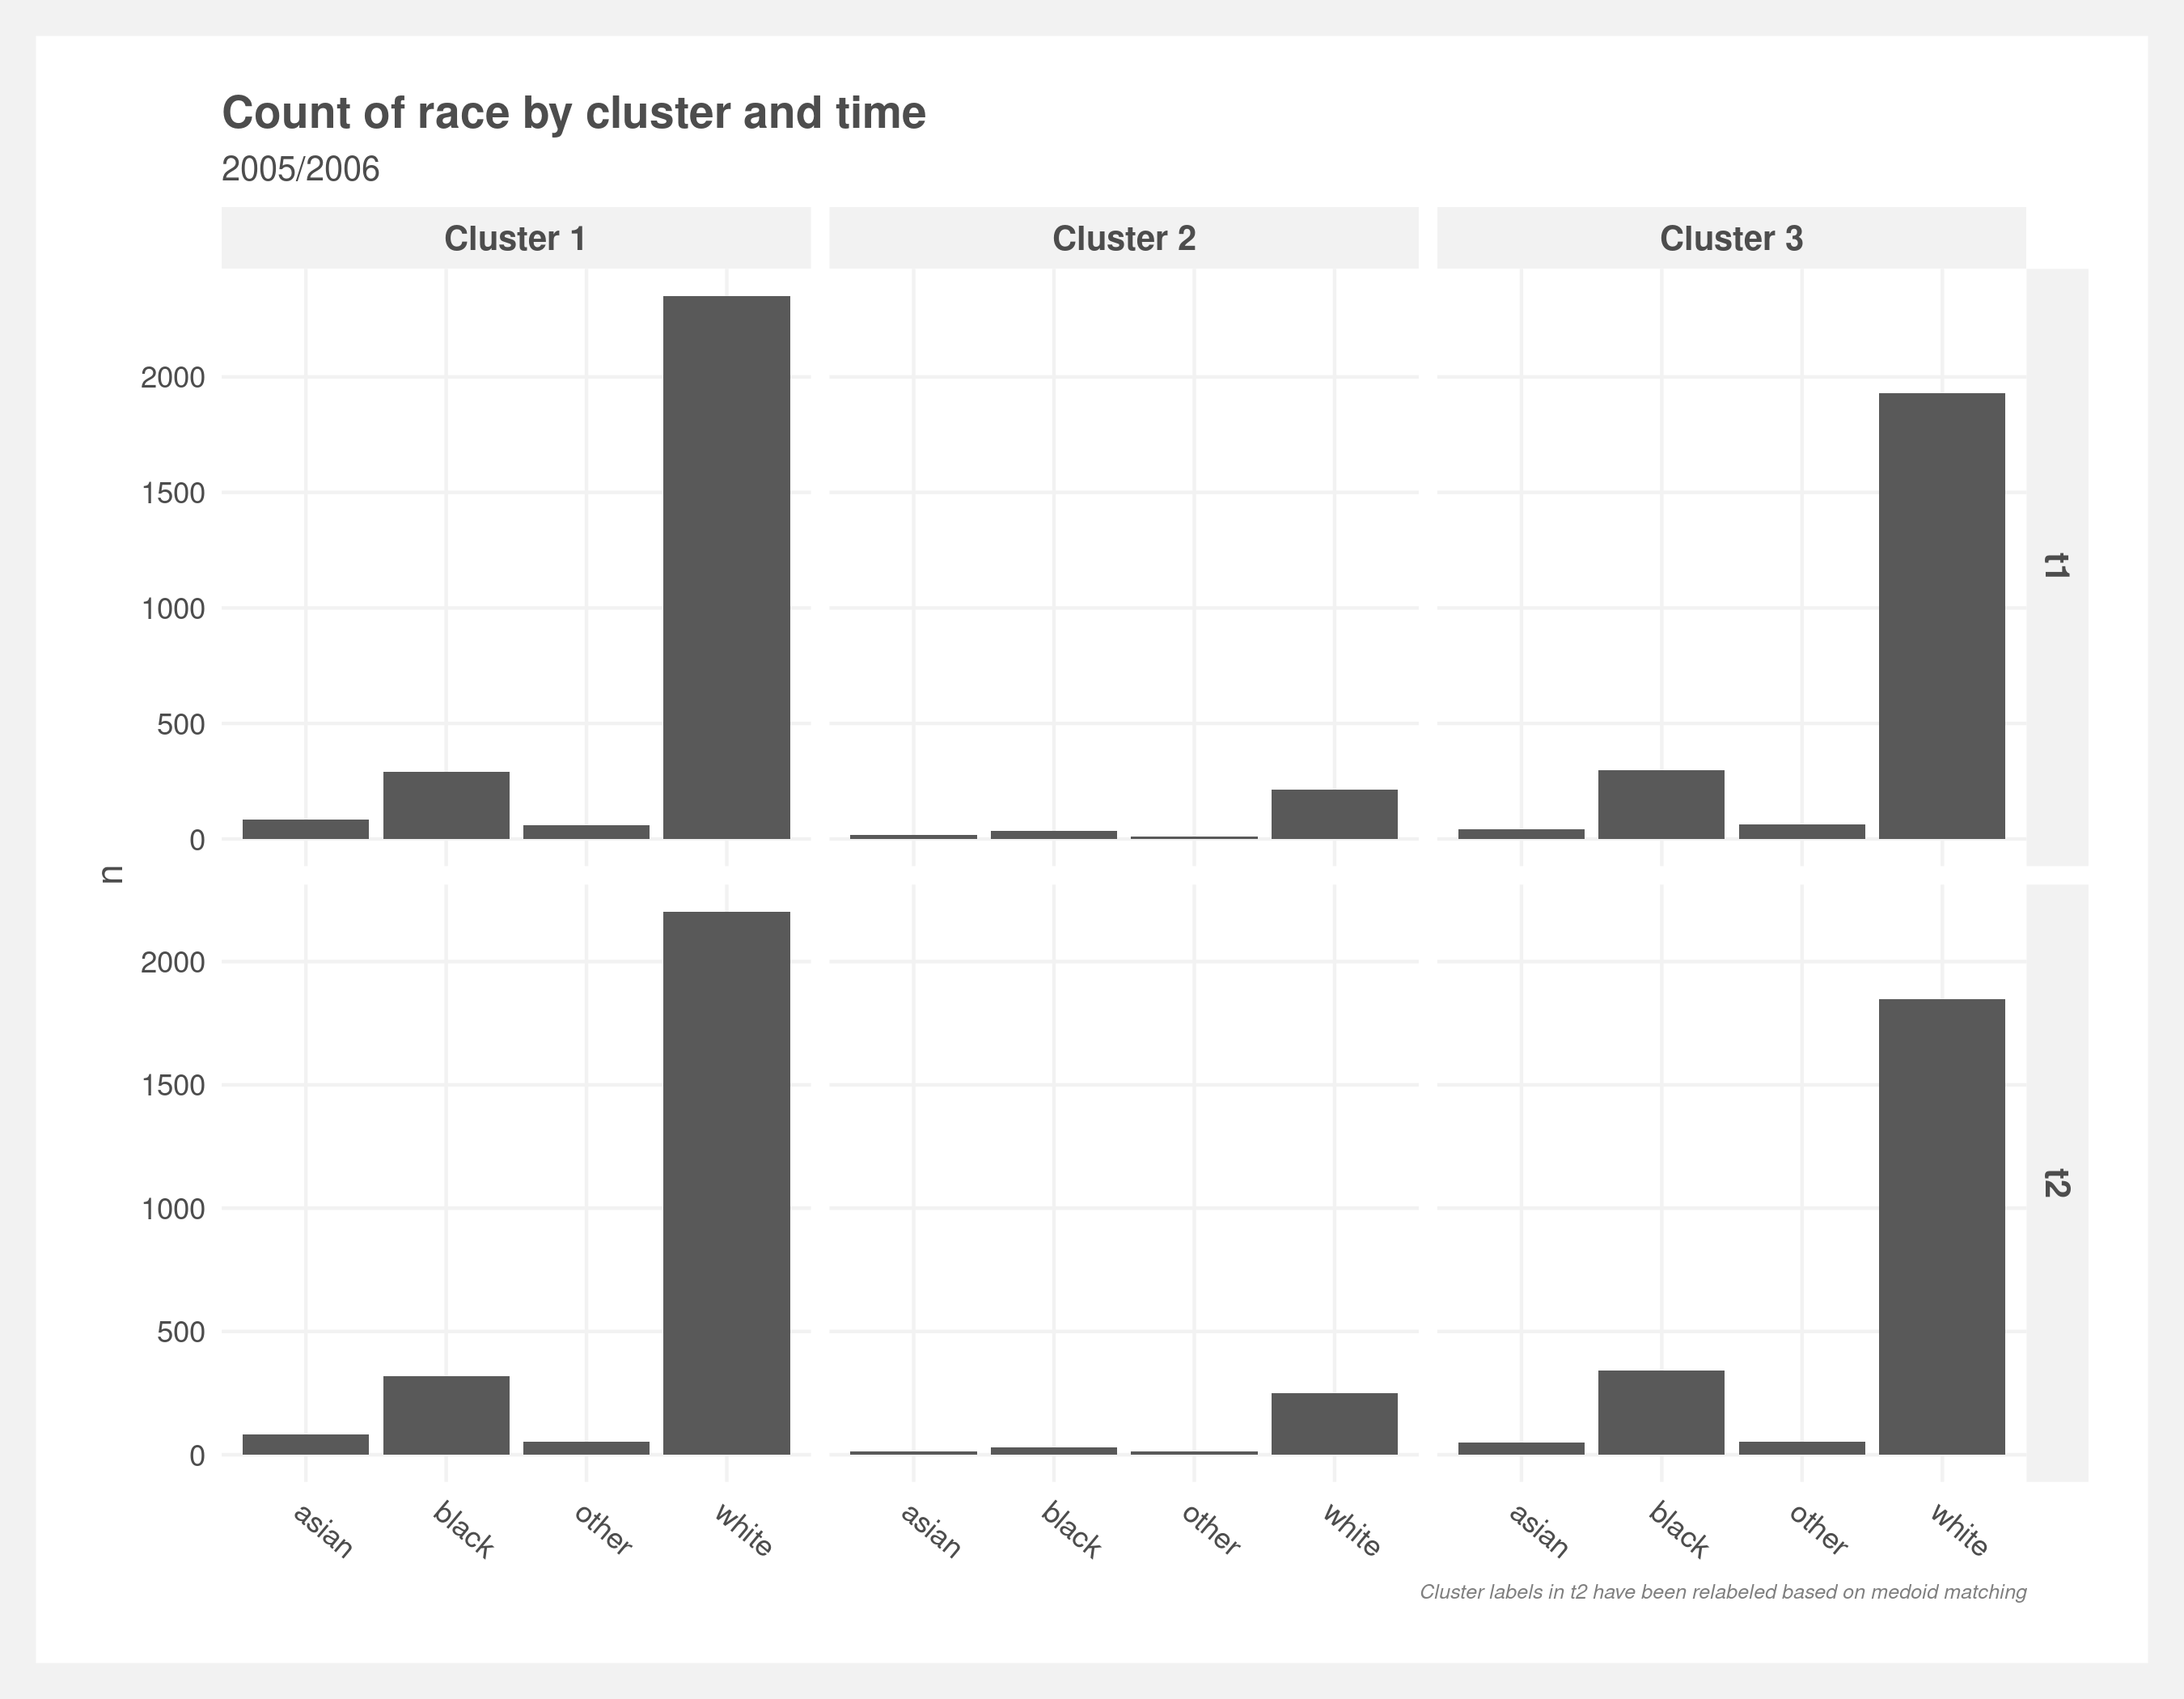 Count of race by cluster and time
2005/2006
Cluster 1 Cluster 2 Cluster 3
2000
1500
1000
500
0
t1
n
2000
1500
1000
500
0
t2
asian black other white asian black other white asian black other white
Cluster labels in t2 have been relabeled based on medoid matching